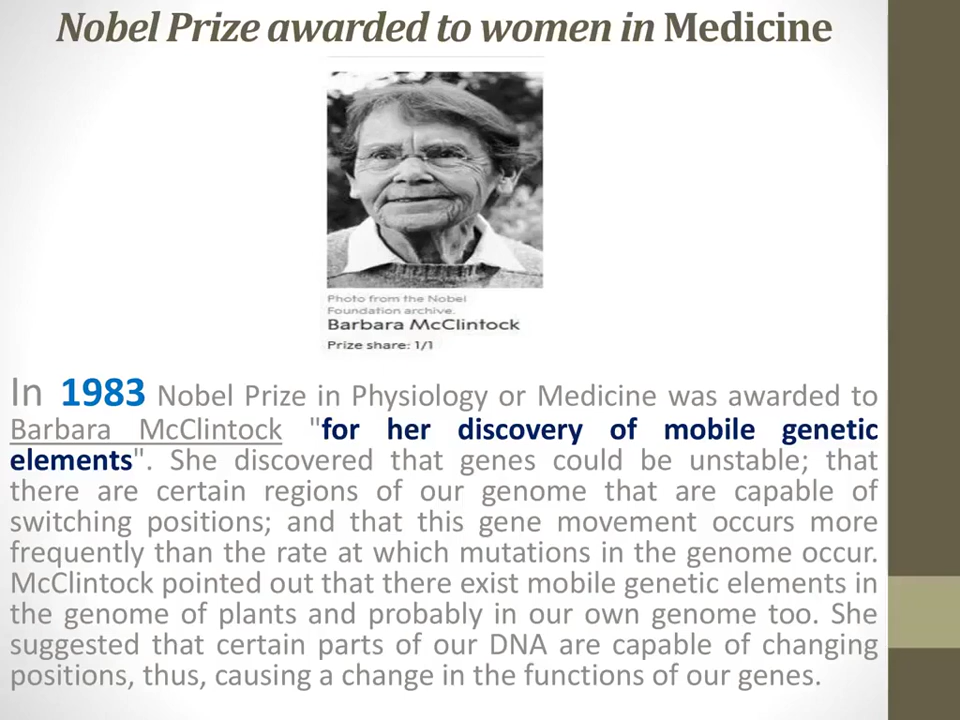 Nobel Prize awarded to women in Medicine
Photo from the Nobel
Foundation archive.
Barbara McClintock
Prize share: 1/1
In 1983 Nobel Prize in Physiology or Medicine was awarded to
Barbara McClintock "for her discovery of mobile genetic
elements". She discovered that genes could be unstable; that
there are certain regions of our genome that are capable of
switching positions; and that this gene movement occurs more
frequently than the rate at which mutations in the genome occur.
McClintock pointed out that there exist mobile genetic elements in
the genome of plants and probably in our own genome too. She
suggested that certain parts of our DNA are capable of changing
positions, thus, causing a change in the functions of our genes.